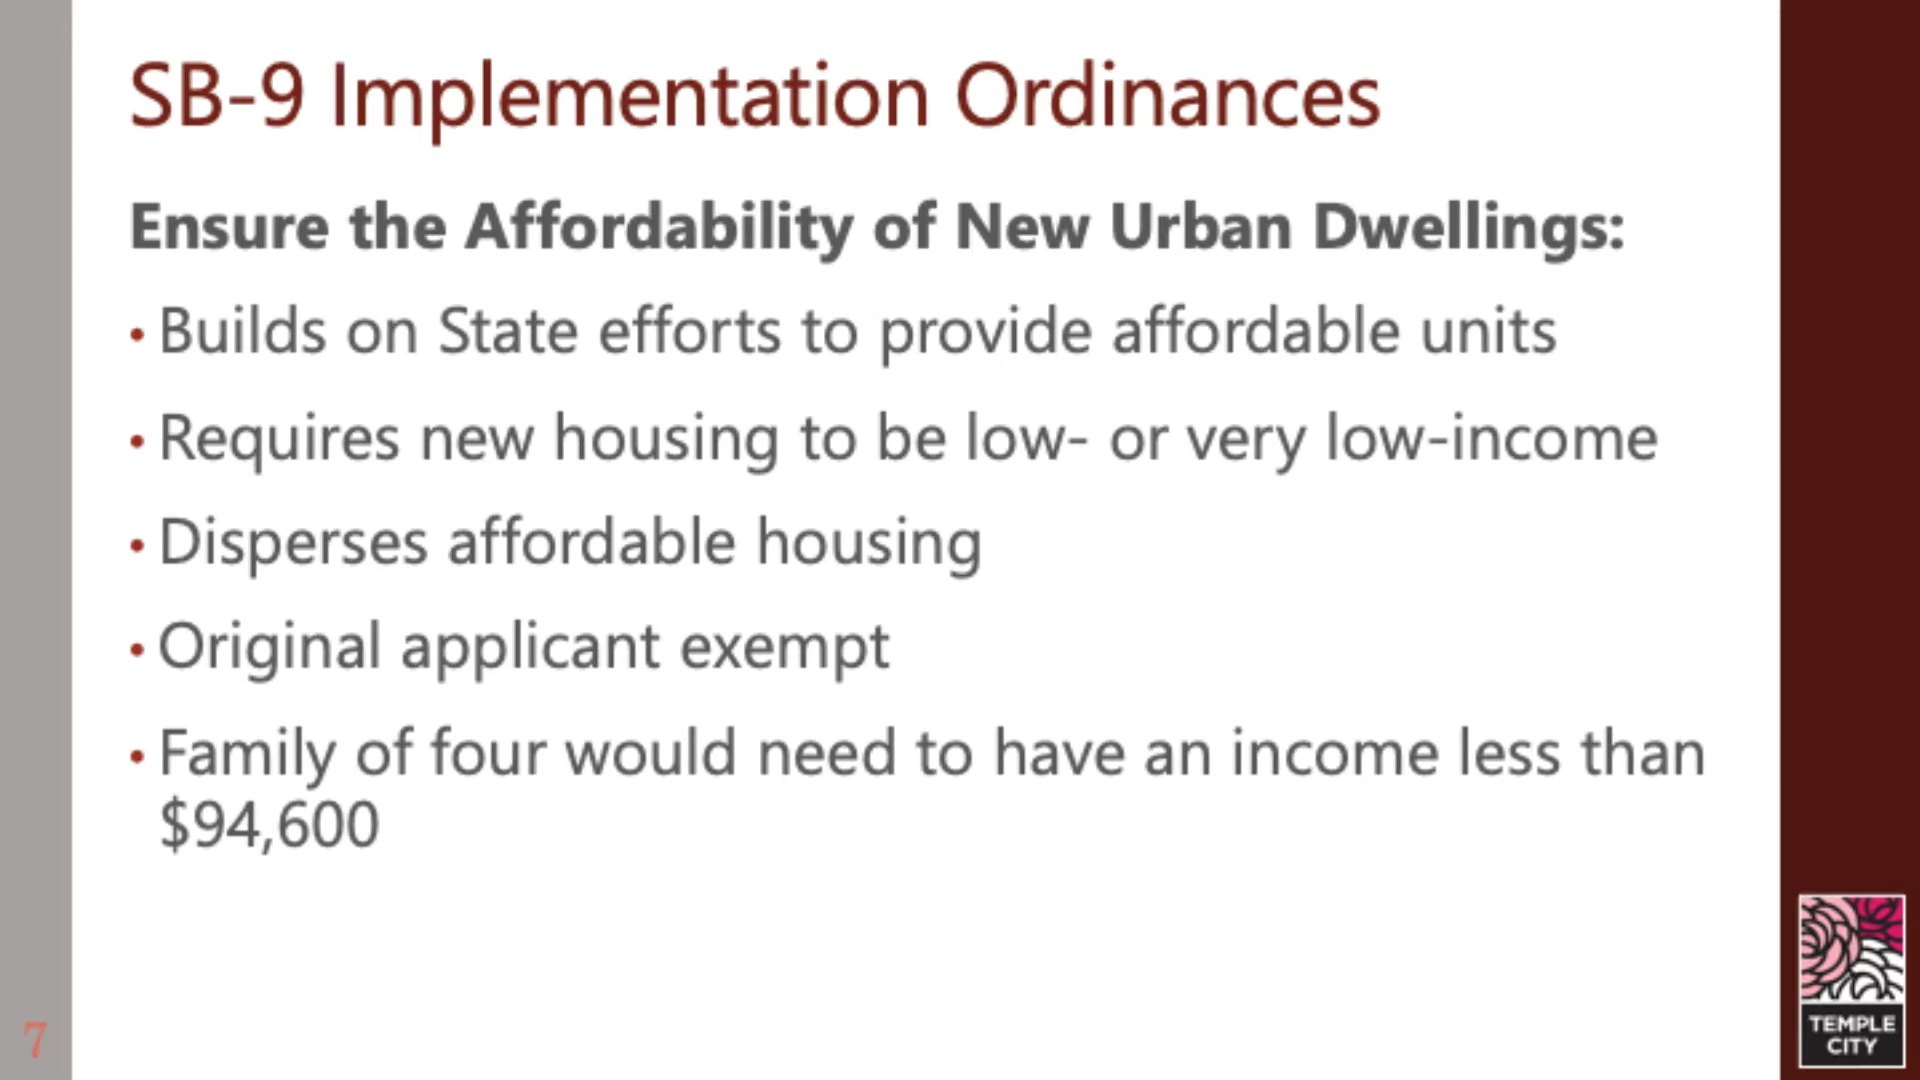 SB-9 Implementation Ordinances
Ensure the Affordability of New Urban Dwellings:
• Builds on State efforts to provide affordable units
• Requires new housing to be low- or very low-income
• Disperses affordable housing
• Original applicant exempt
• Family of four would need to have an income less than
$94,600
7
TEMPLE
CITY